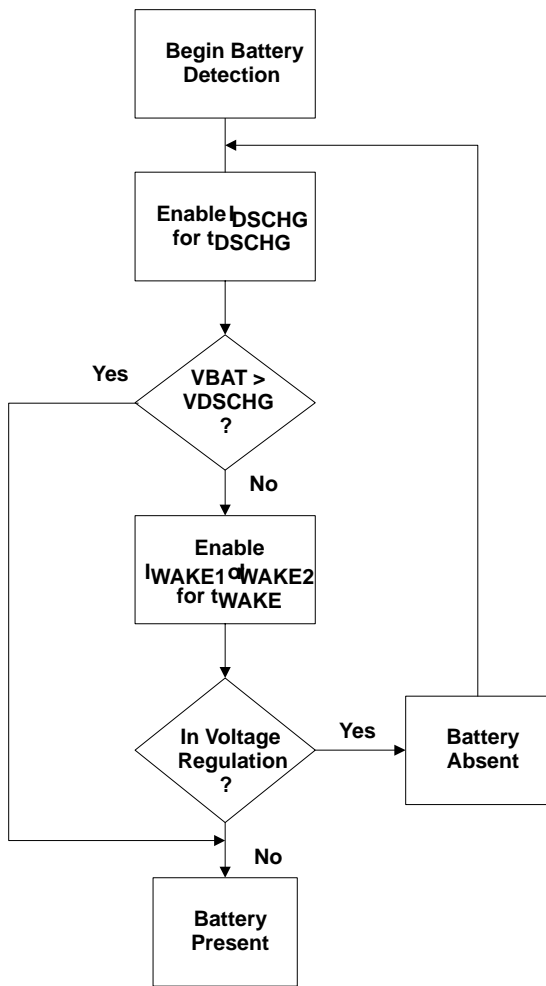 Begin Battery
Detection
Enable IDSCHG
for tDSCHG
Yes
VBAT >
VDSCHG
?
No
Enable
IWAKE1 or IWAKE2
for tWAKE
In Voltage
Regulation
?
Yes
Battery
Absent
No
Battery
Present